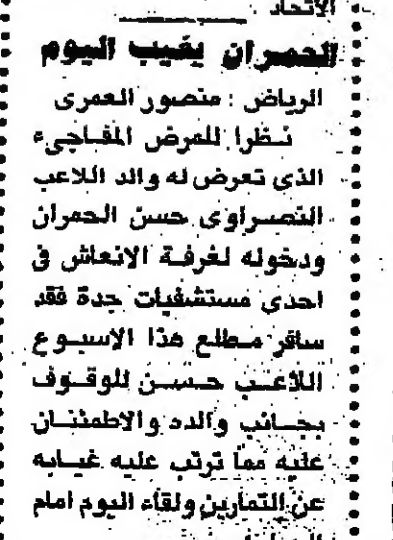 الاتحاد .
الحمران يغيب اليوم
الرياض : منصور العمرى
نظرا للمرض المفاجىء
الذى تعرض له والد اللاعب
النصراوى حسن الحمران
ودخوله لغرفة الانعاش فى
احدى مستشفيات جدة فقد
سافر مطلع هذا الاسبوع
اللاعب حسن للوقوف
بجانب والده والاطمئنان
عليه مما ترتب عليه غيابه
عن التمارين ولقاء اليوم امام